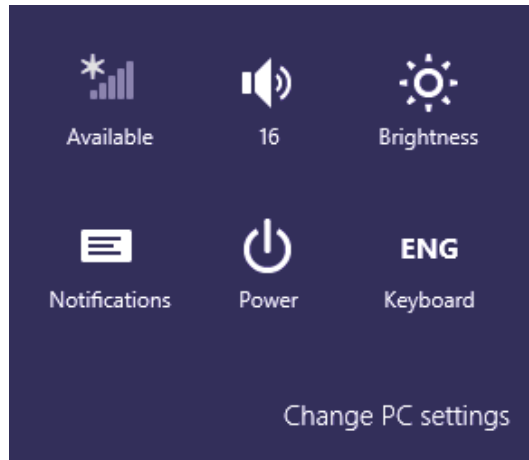 Available 16 Brightness
ENG
Notifications Power Keyboard
Change PC settings